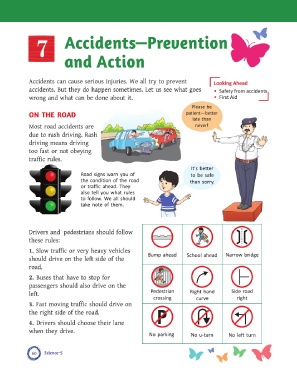 7
Accidents—Prevention
and Action
Accidents can cause serious injuries. We all try to prevent
accidents. But they do happen sometimes. Let us see what goes
wrong and what can be done about it.
Looking Ahead
• Safety from accidents
• First Aid
ON THE ROAD
Most road accidents are
due to rash driving. Rash
driving means driving
too fast or not obeying
traffic rules.
Please be
patient—better
late than
never!
Road signs warn you of
the condition of the road
or traffic ahead. They
also tell you what rules
to follow. We all should
take note of them.
It's better
to be safe
than sorry.
Drivers and pedestrians should follow
these rules:
1. Slow traffic or very heavy vehicles
should drive on the left side of the
road.
2. Buses that have to stop for
passengers should also drive on the
left.
3. Fast moving traffic should drive on
the right side of the road.
4. Drivers should choose their lane
when they drive.
Bump ahead
School ahead
Narrow bridge
Pedestrian
crossing
Right hand
curve
Side road
right
No parking
No u-turn
No left turn
60
Science-5